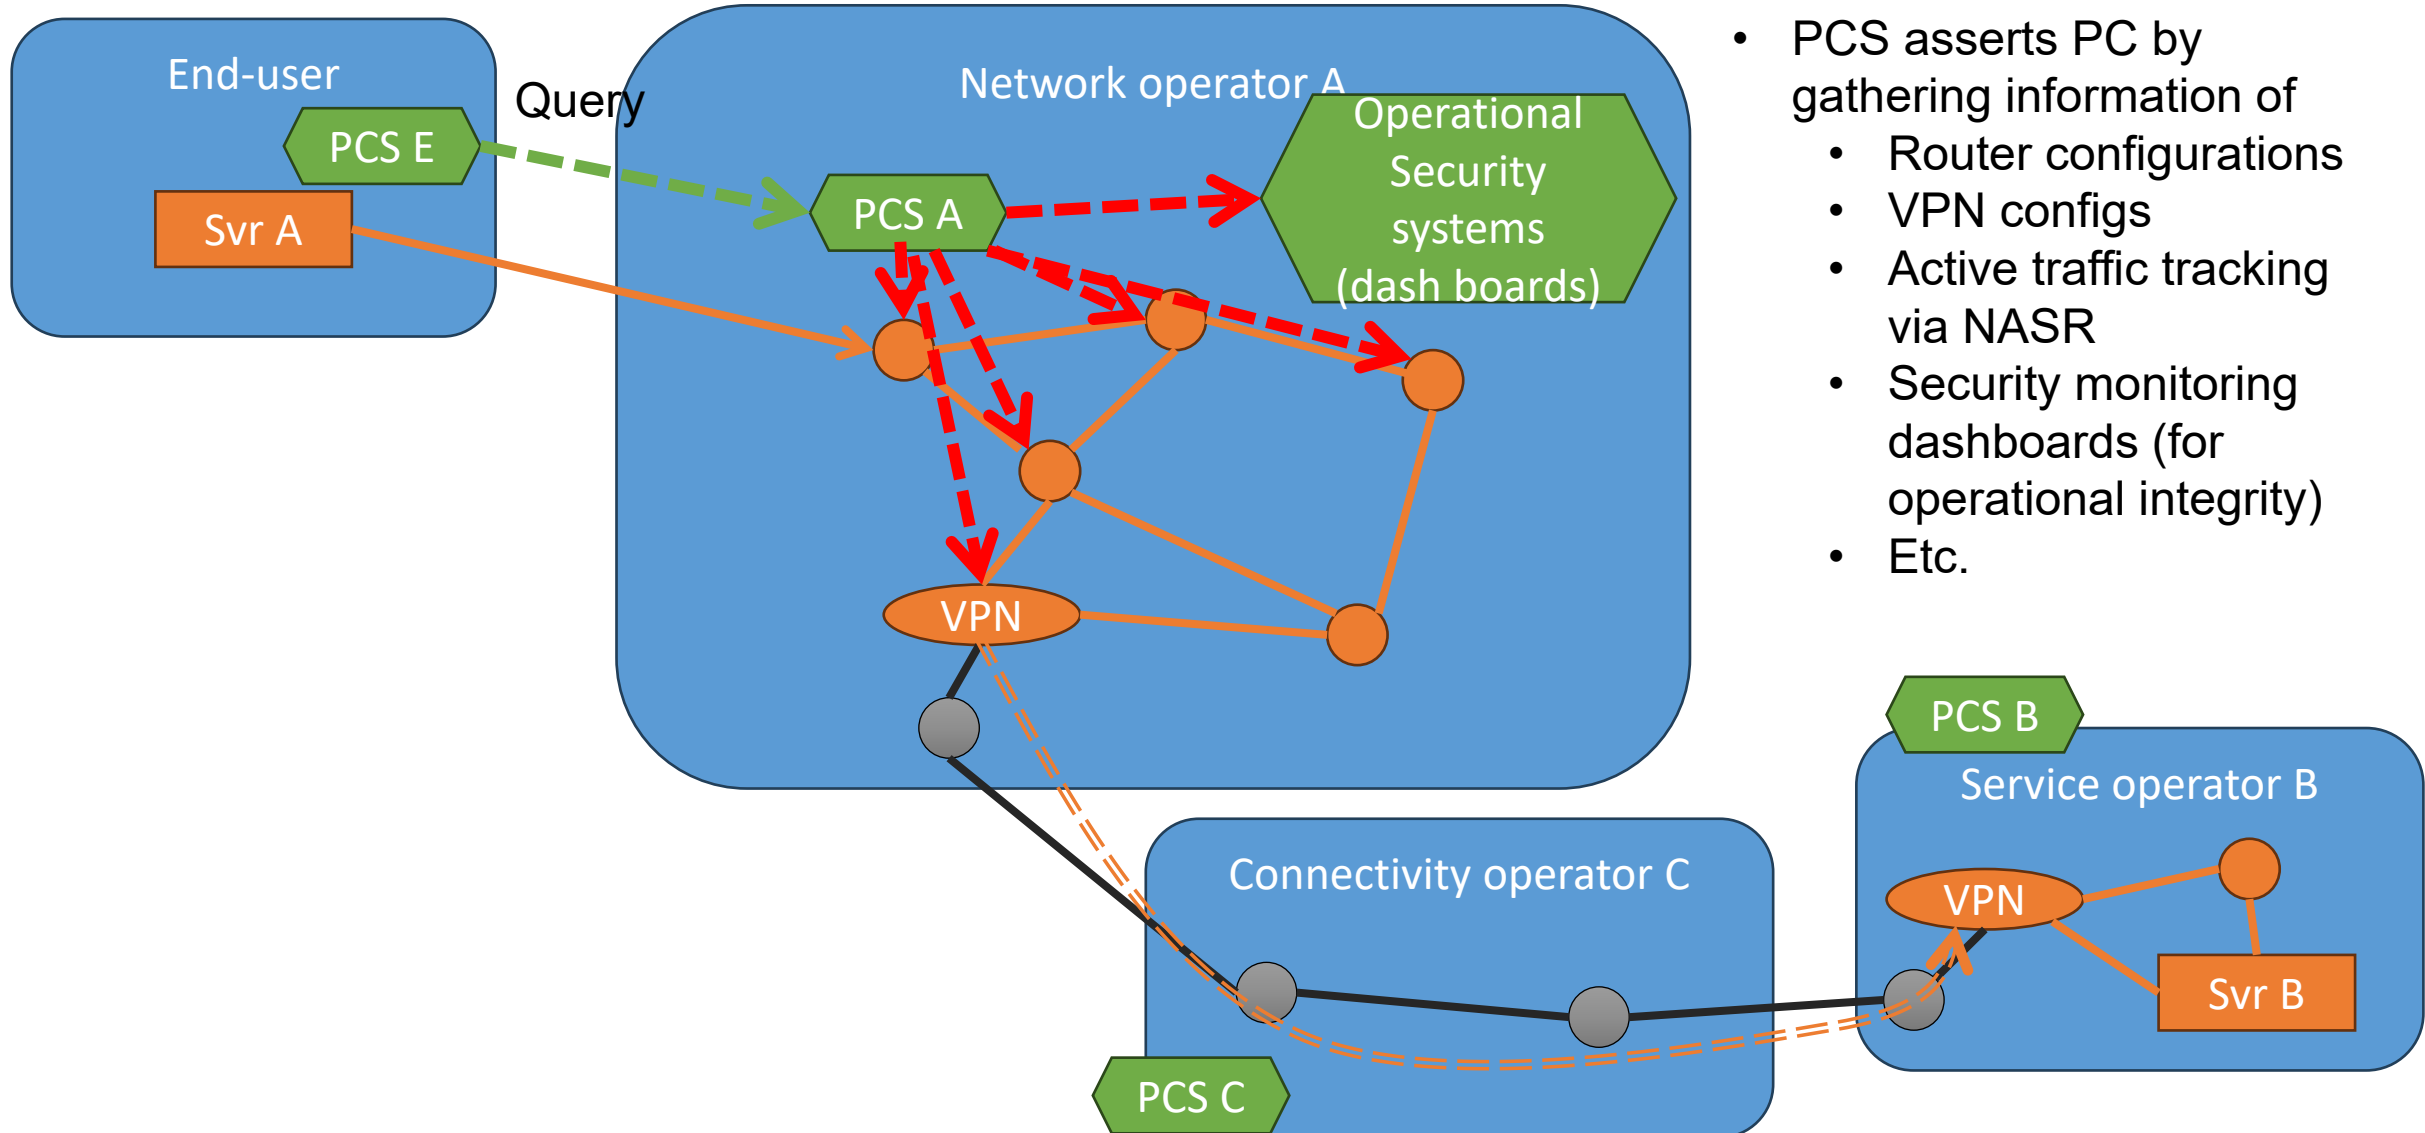 End-user
PCS E
Svr A
Query
Network operator A
PCS A
Operational
Security
systems
(dash boards)
VPN
• PCS asserts PC by
gathering information of
• Router configurations
• VPN configs
• Active traffic tracking
via NASR
• Security monitoring
dashboards (for
operational integrity)
• Etc.
Connectivity operator C
PCS C
PCS B
Service operator B
VPN
Svr B